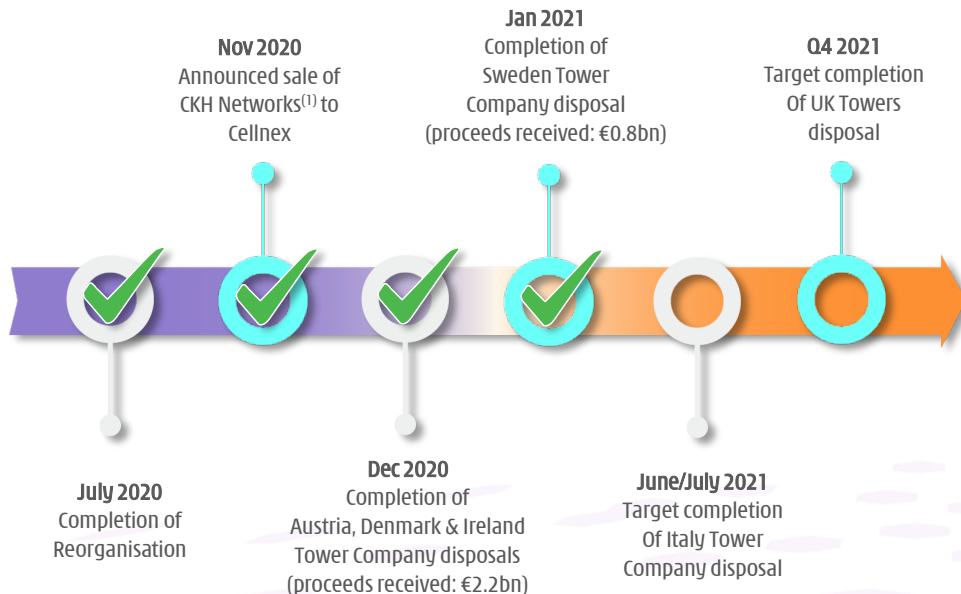 Nov 2020
Announced sale of
CKH Networks(1) to
Cellnex
Jan 2021
Completion of
Sweden Tower
Company disposal
(proceeds received: €0.8bn)
Q4 2021
Target completion
Of UK Towers
disposal
July 2020
Completion of
Reorganisation
Dec 2020
Completion of
Austria, Denmark & Ireland
Tower Company disposals
(proceeds received: €2.2bn)
June/July 2021
Target completion
Of Italy Tower
Company disposal